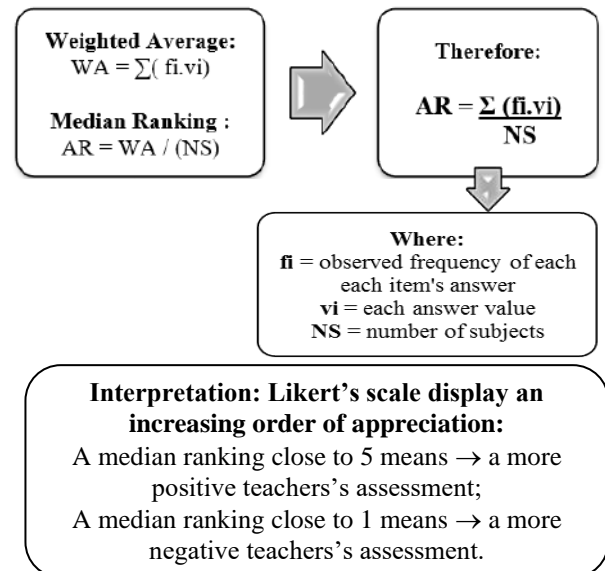 Weighted Average:
WA = ∑( fi.vi)
Median Ranking :
AR = WA / (NS)
Therefore:
AR = Σ (fi.vi)
NS
Where:
fi = observed frequency of each
each item's answer
vi = each answer value
NS = number of subjects
Interpretation: Likert’s scale display an
increasing order of appreciation:
A median ranking close to 5 means → a more
positive teachers’s assessment;
A median ranking close to 1 means → a more
negative teachers’s assessment.